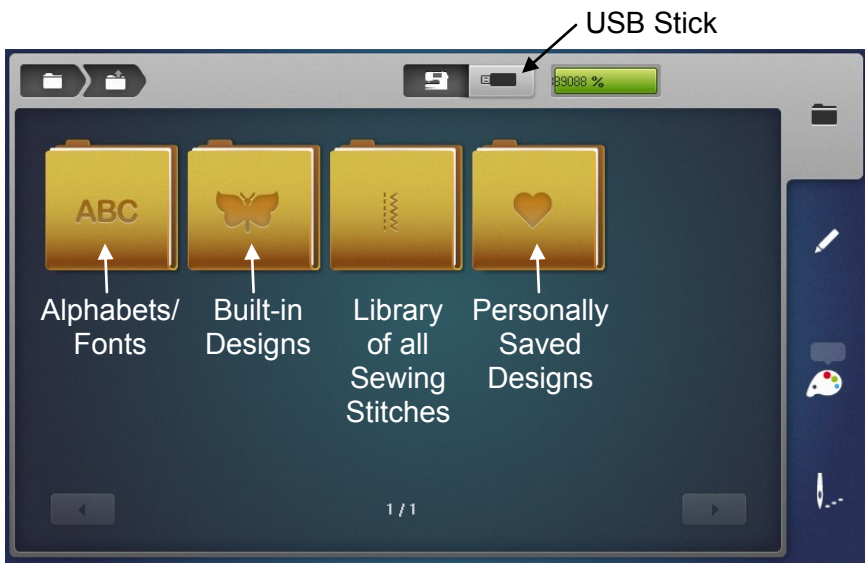 USB Stick
89088 %
ABC
Alphabets/
Fonts
Built-in
Designs
Library
of all
Sewing
Stitches
Personally
Saved
Designs
1 / 1